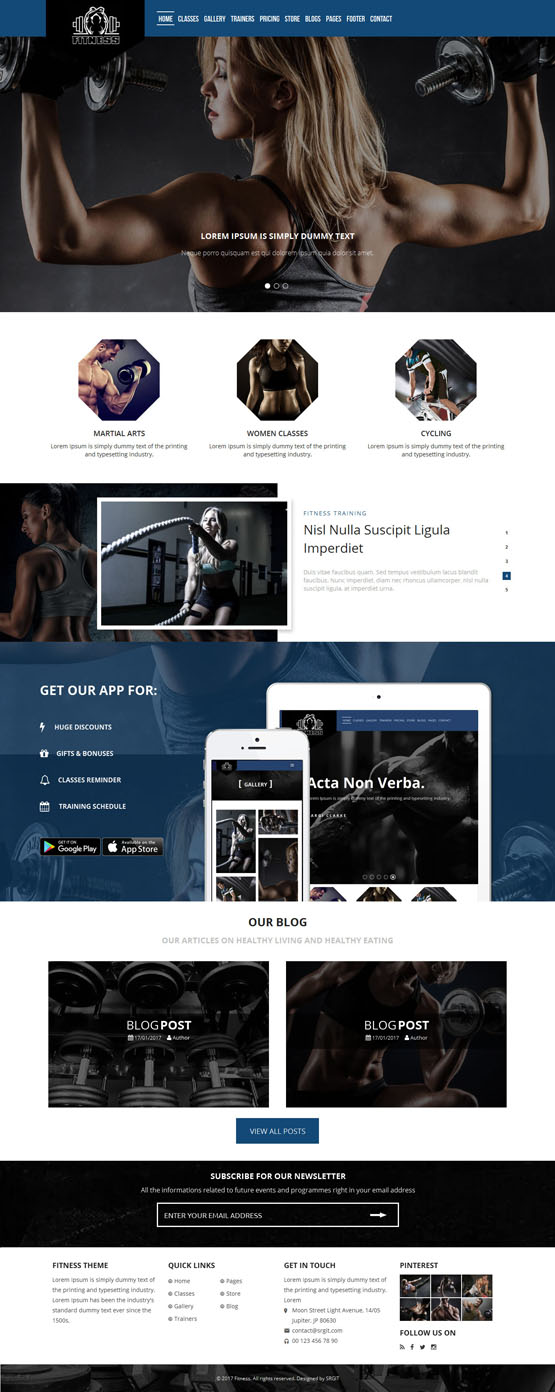 FITNESS
HOME CLASSES GALLERY TRAINERS PRICING STORE BLOGS PAGES FOOTER CONTACT
LOREM IPSUM IS SIMPLY DUMMY TEXT
Neque porro quisquam est qui dolorem ipsum quia dolor sit amet.
MARTIAL ARTS
Lorem ipsum is simply dummy text of the printing
and typesetting industry.
WOMEN CLASSES
Lorem ipsum is simply dummy text of the printing
and typesetting industry.
CYCLING
Lorem ipsum is simply dummy text of the printing
and typesetting industry.
FITNESS TRAINING
Nisl Nulla Suscipit Ligula
Imperdiet
Duis vitae faucibus quam. Sed tempus vestibulum lacus blandit
faucibus. Nunc imperdiet, diam nec rhoncus ullamcorper, nisl nulla
suscipit ligula, at imperdiet urna.
1
2
3
4
5
GET OUR APP FOR:
HUGE DISCOUNTS
GIFTS & BONUSES
CLASSES REMINDER
TRAINING SCHEDULE
GET IT ON
Google Play
Available on the
App Store
[ GALLERY ]
HOME CLASSES GALLERY TRAINERS PRICING STORE BLOGS PAGES CONTACT
Acta Non Verba.
Lorem ipsum is simply dummy text of the printing and typesetting industry.
CLARKE
OUR BLOG
OUR ARTICLES ON HEALTHY LIVING AND HEALTHY EATING
BLOG POST
17/01/2017 Author
BLOG POST
17/01/2017 Author
VIEW ALL POSTS
SUBSCRIBE FOR OUR NEWSLETTER
All the informations related to future events and programmes right in your email address
ENTER YOUR EMAIL ADDRESS
FITNESS THEME
Lorem ipsum is simply dummy text of
the printing and typesetting industry.
Lorem Ipsum has been the industry's
standard dummy text ever since the
1500s,
QUICK LINKS
Home
Classes
Gallery
Trainers
Pages
Store
Blog
GET IN TOUCH
Lorem ipsum is simply dummy text of
the printing and typesetting industry.
Lorem
Moon Street Light Avenue, 14/05
Jupiter, JP 80630
contact@srgit.com
00 123 456 78 90
PINTEREST
FOLLOW US ON
© 2017 Fitness. All rights reserved. Designed by SRGIT